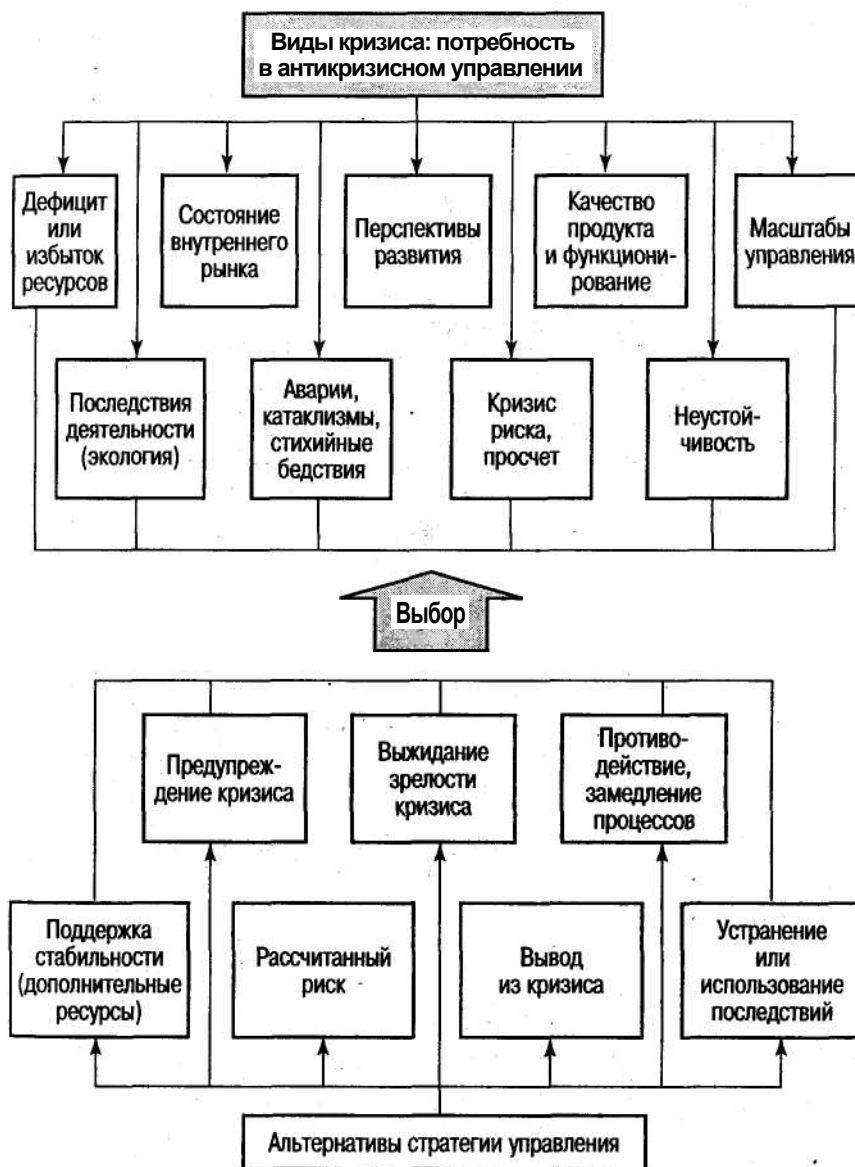 Виды кризиса: потребность
в антикризисном управлении
Дефицит
или
избыток
ресурсов
Состояние
внутреннего
рынка
Перспективы
развития
Качество
продукта
и функциони-
рование
Масштабы
управления
Последствия
деятельности
(экология)
Аварии,
катаклизмы,
стихийные
бедствия
Кризис
риска,
просчет
Неустой-
чивость
Выбор
Предупреж-
дение кризиса
Выжидание
зрелости
кризиса
Противо-
действие,
замедление
процессов
Поддержка
стабильности
(дополнительные
ресурсы)
Рассчитанный
риск
Вывод
из кризиса
Устранение
или
использование
последствий
Альтернативы стратегии управления